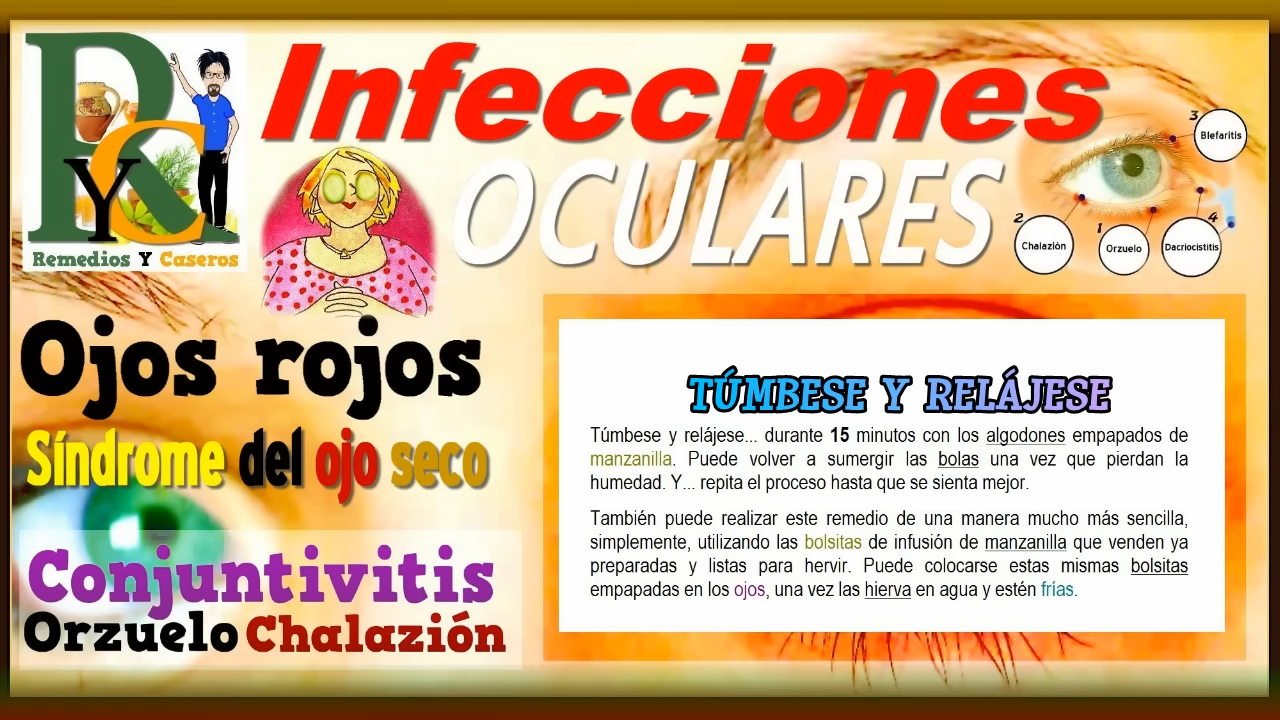 RYC
Remedios Y Caseros
Infecciones
OCULARES
3
Blefaritis
2
Chalazión
1
Orzuelo
4
Dacriocistitis
Ojos rojos
Síndrome del ojo seco
Conjuntivitis
Orzuelo Chalazión
TÚMBESE Y RELÁJESE
Túmbese y relájese... durante 15 minutos con los algodones empapados de
manzanilla. Puede volver a sumergir las bolas una vez que pierdan la
humedad. Y... repita el proceso hasta que se sienta mejor.
También puede realizar este remedio de una manera mucho más sencilla,
simplemente, utilizando las bolsitas de infusión de manzanilla que venden ya
preparadas y listas para hervir. Puede colocarse estas mismas bolsitas
empapadas en los ojos, una vez las hierva en agua y estén frías.